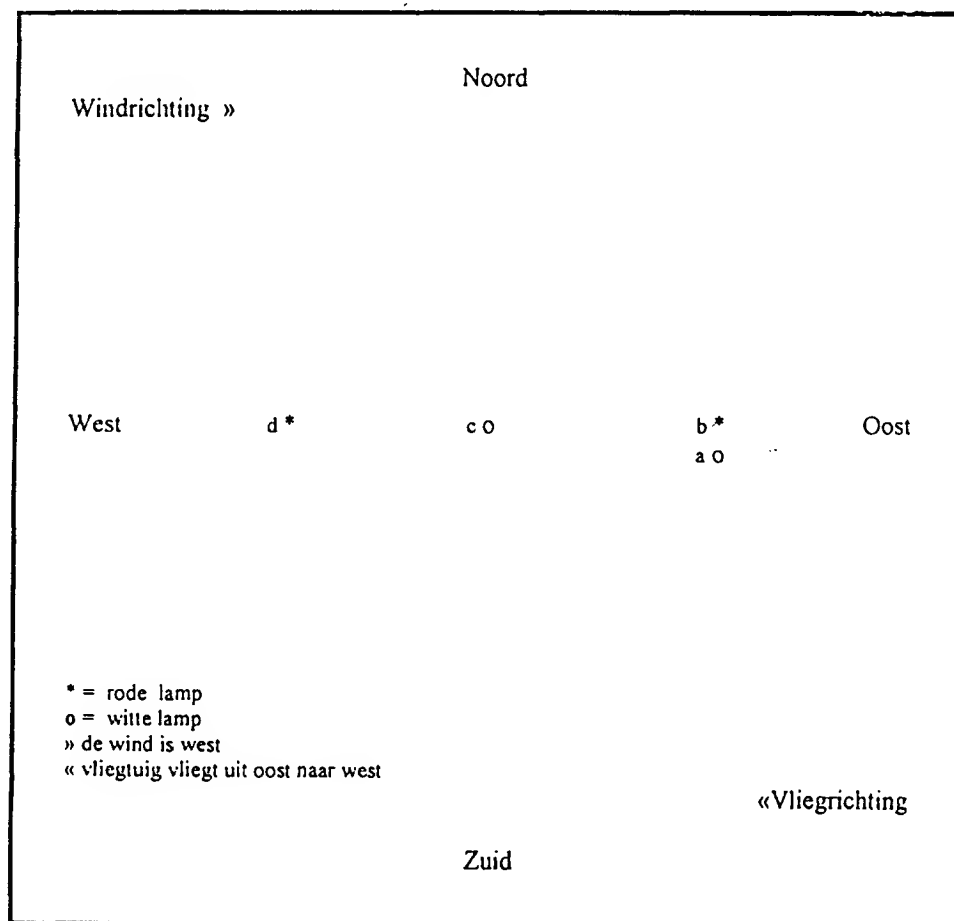 Noord
Windrichting »
West d * c o b * Oost
a o
* = rode lamp
o = witte lamp
» de wind is west
« vliegtuig vliegt uit oost naar west
«Vliegrichting
Zuid